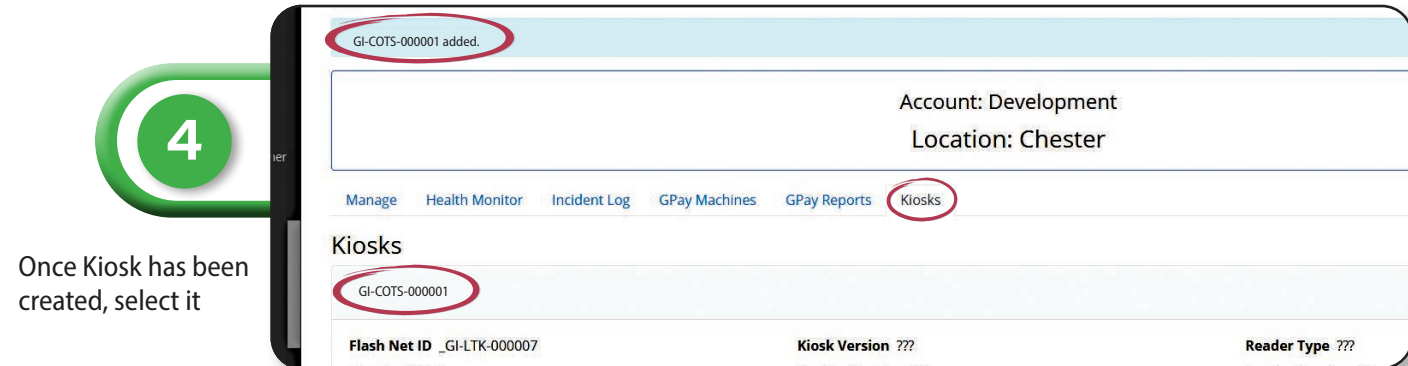 GI-COTS-000001 added.
Account: Development
Location: Chester
4
Manage Health Monitor Incident Log GPay Machines GPay Reports Kiosks
Kiosks
Once Kiosk has been
created, select it
GI-COTS-000001
Flash Net ID _GI-LTK-000007 Kiosk Version ??? Reader Type ???